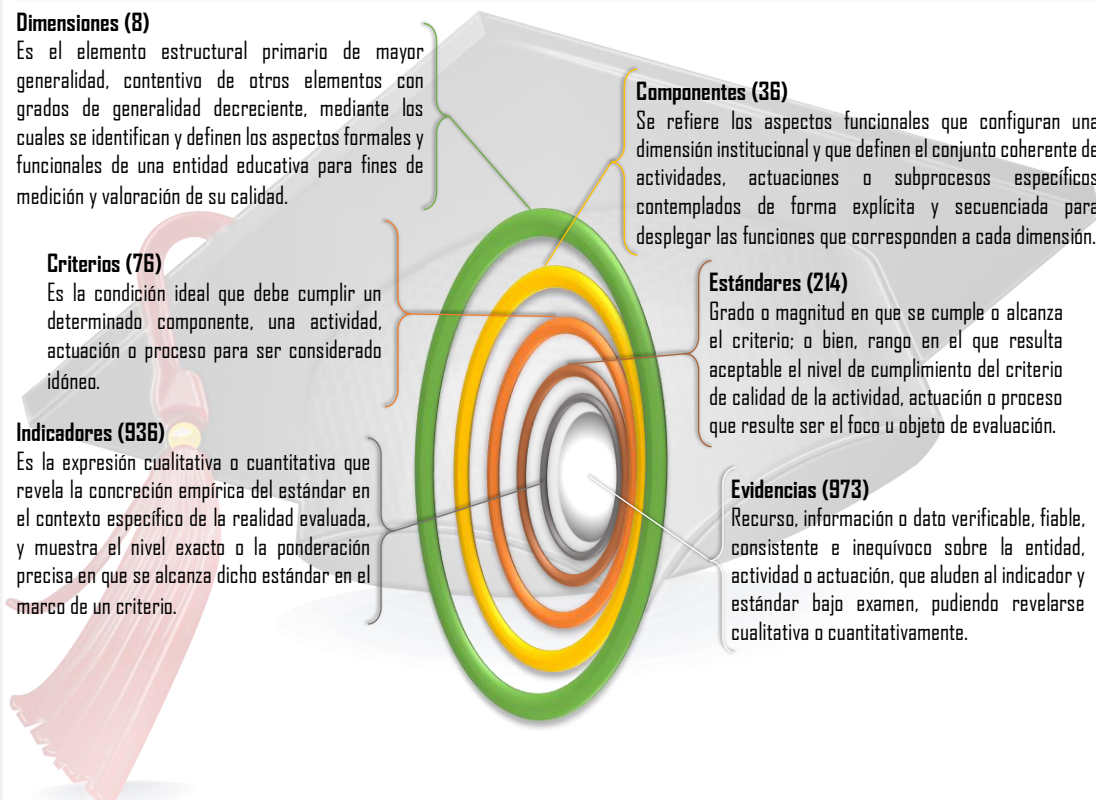 Dimensiones (8)
Es el elemento estructural primario de mayor
generalidad, contentivo de otros elementos con
grados de generalidad decreciente, mediante los
cuales se identifican y definen los aspectos formales y
funcionales de una entidad educativa para fines de
medición y valoración de su calidad.
Componentes (36)
Se refiere los aspectos funcionales que configuran una
dimensión institucional y que definen el conjunto coherente de
actividades, actuaciones o subprocesos específicos
contemplados de forma explícita y secuenciada para
desplegar las funciones que corresponden a cada dimensión.
Criterios (76)
Es la condición ideal que debe cumplir un
determinado componente, una actividad,
actuación o proceso para ser considerado
idóneo.
Estándares (214)
Grado o magnitud en que se cumple o alcanza
el criterio; o bien, rango en el que resulta
aceptable el nivel de cumplimiento del criterio
de calidad de la actividad, actuación o proceso
que resulte ser el foco u objeto de evaluación.
Indicadores (936)
Es la expresión cualitativa o cuantitativa que
revela la concreción empírica del estándar en
el contexto específico de la realidad evaluada,
y muestra el nivel exacto o la ponderación
precisa en que se alcanza dicho estándar en el
marco de un criterio.
Evidencias (973)
Recurso, información o dato verificable, fiable,
consistente e inequívoco sobre la entidad,
actividad o actuación, que aluden al indicador y
estándar bajo examen, pudiendo revelarse
cualitativa o cuantitativamente.